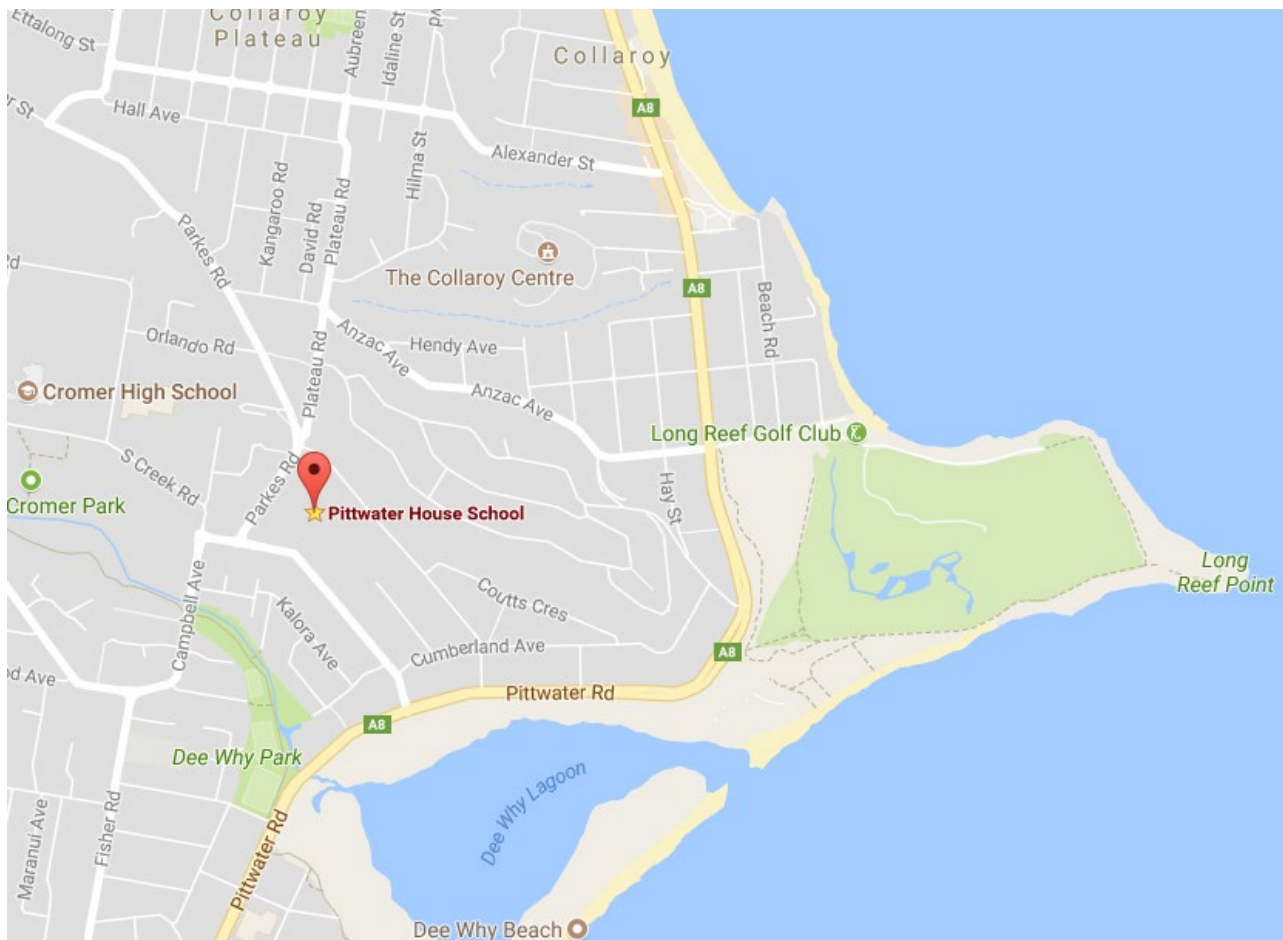 Collaroy
Plateau
Ettalong St
Aubreen
Idaline St
Collaroy
A8
Hall Ave
Alexander St
Hilma St
Kangaroo Rd
David Rd
Plateau Rd
Parkes Rd
The Collaroy Centre
A8
Beach Rd
Orlando Rd
Anzac Ave
Hendy Ave
Plateau Rd
Cromer High School
Anzac Ave
Long Reef Golf Club
S Creek Rd
Parkes Rd
Hay St
Cromer Park
Pittwater House School
Long
Reef Point
Campbell Ave
Coutts Cres
Kalora Ave
Cumberland Ave
A8
Pittwater Rd
A8
Dee Why Park
Dee Why Lagoon
Maranui Ave
Fisher Rd
Pittwater Rd
Dee Why Beach